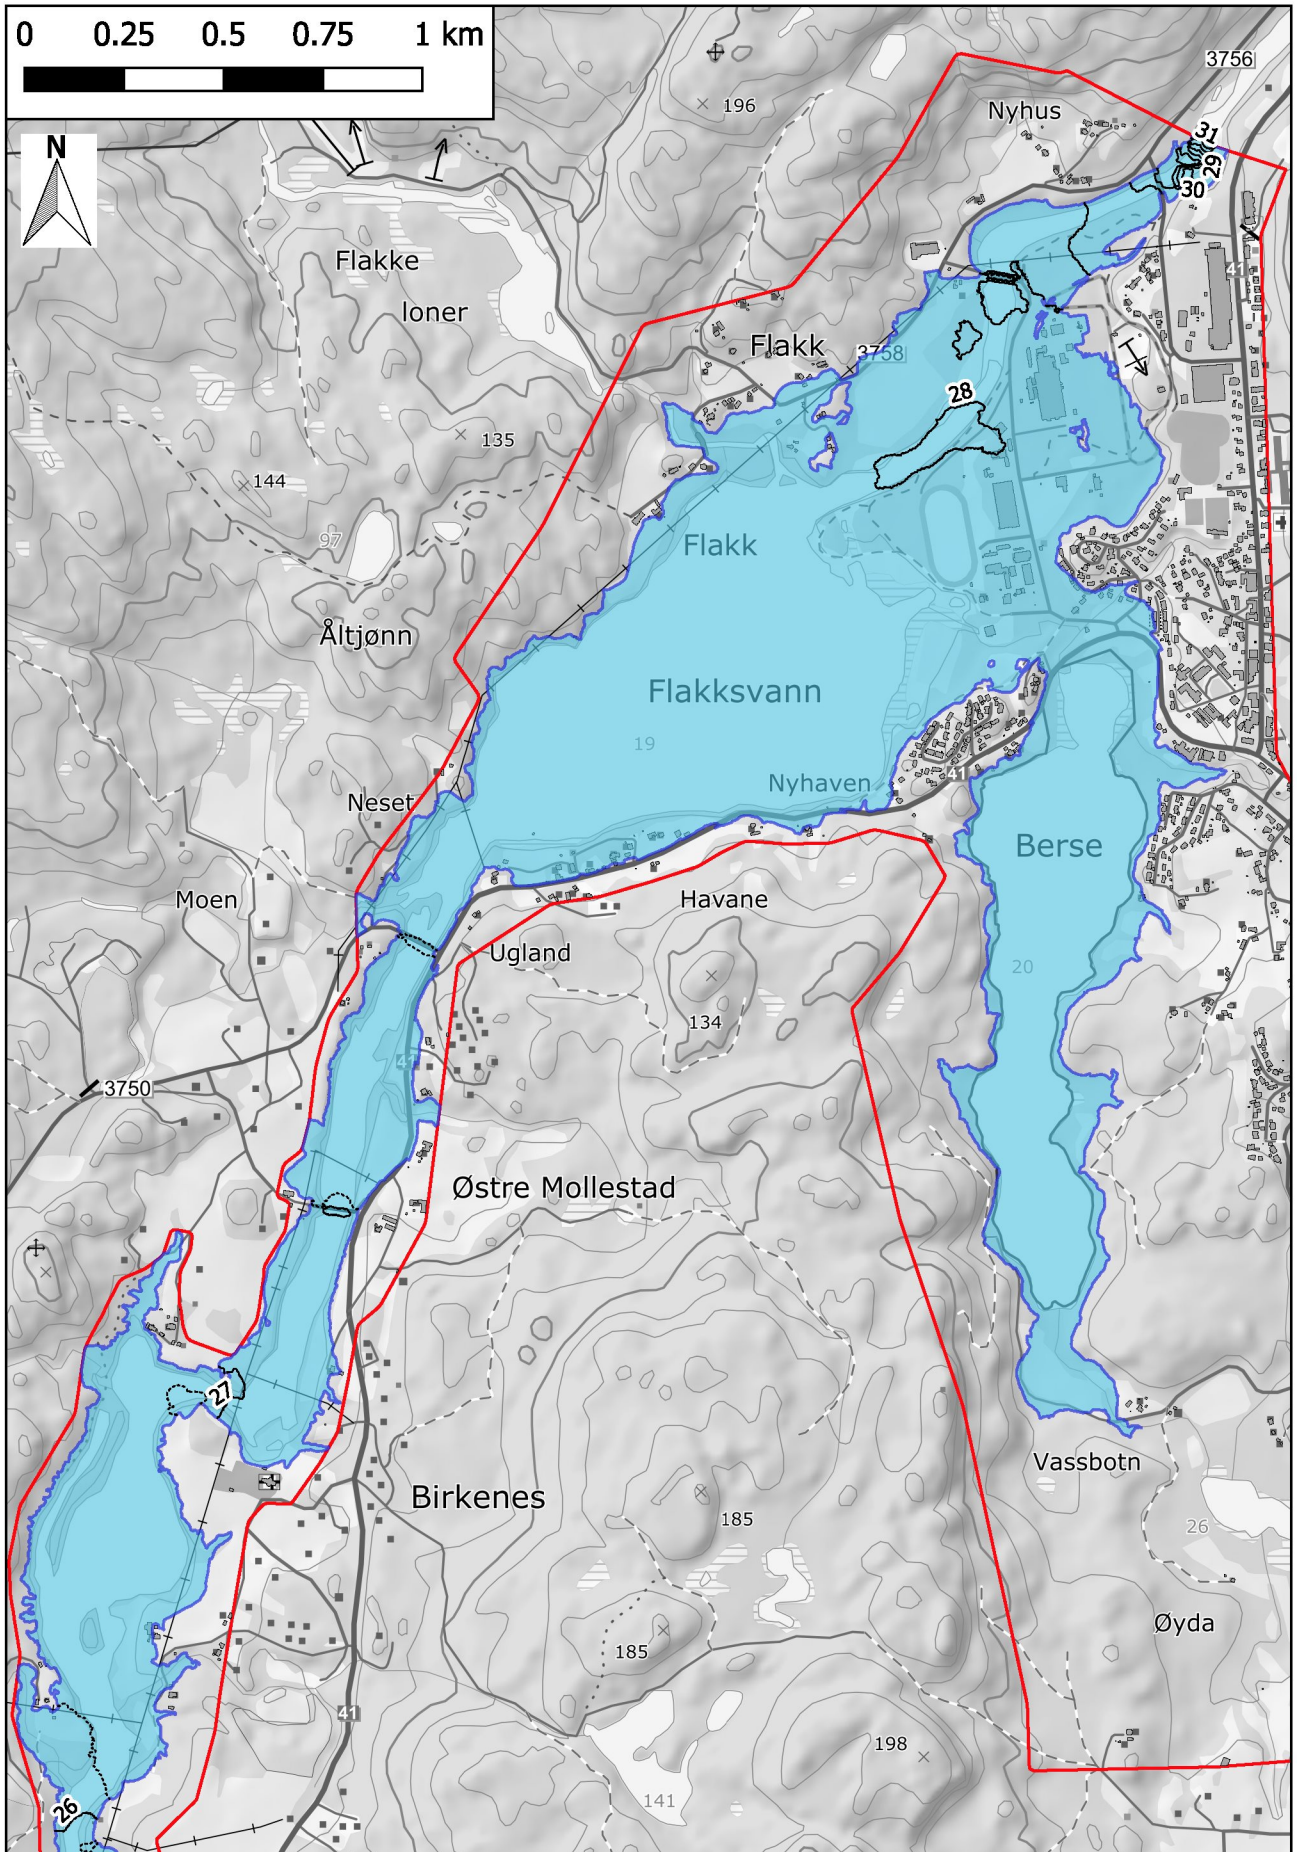 0 0.25 0.5 0.75 1 km
3756
196
Nyhus
31
N
29
30
Flakke
41
loner
Flakk
3758
28
135
144
97
Flakk
Åltjønn
Flakksvann
19
Nyhaven
41
Neset
Berse
Moen
Havane
Ugland
20
134
41
3750
Østre Mollestad
27
Vassbotn
Birkenes
185
26
Øyda
185
41
198
141
26